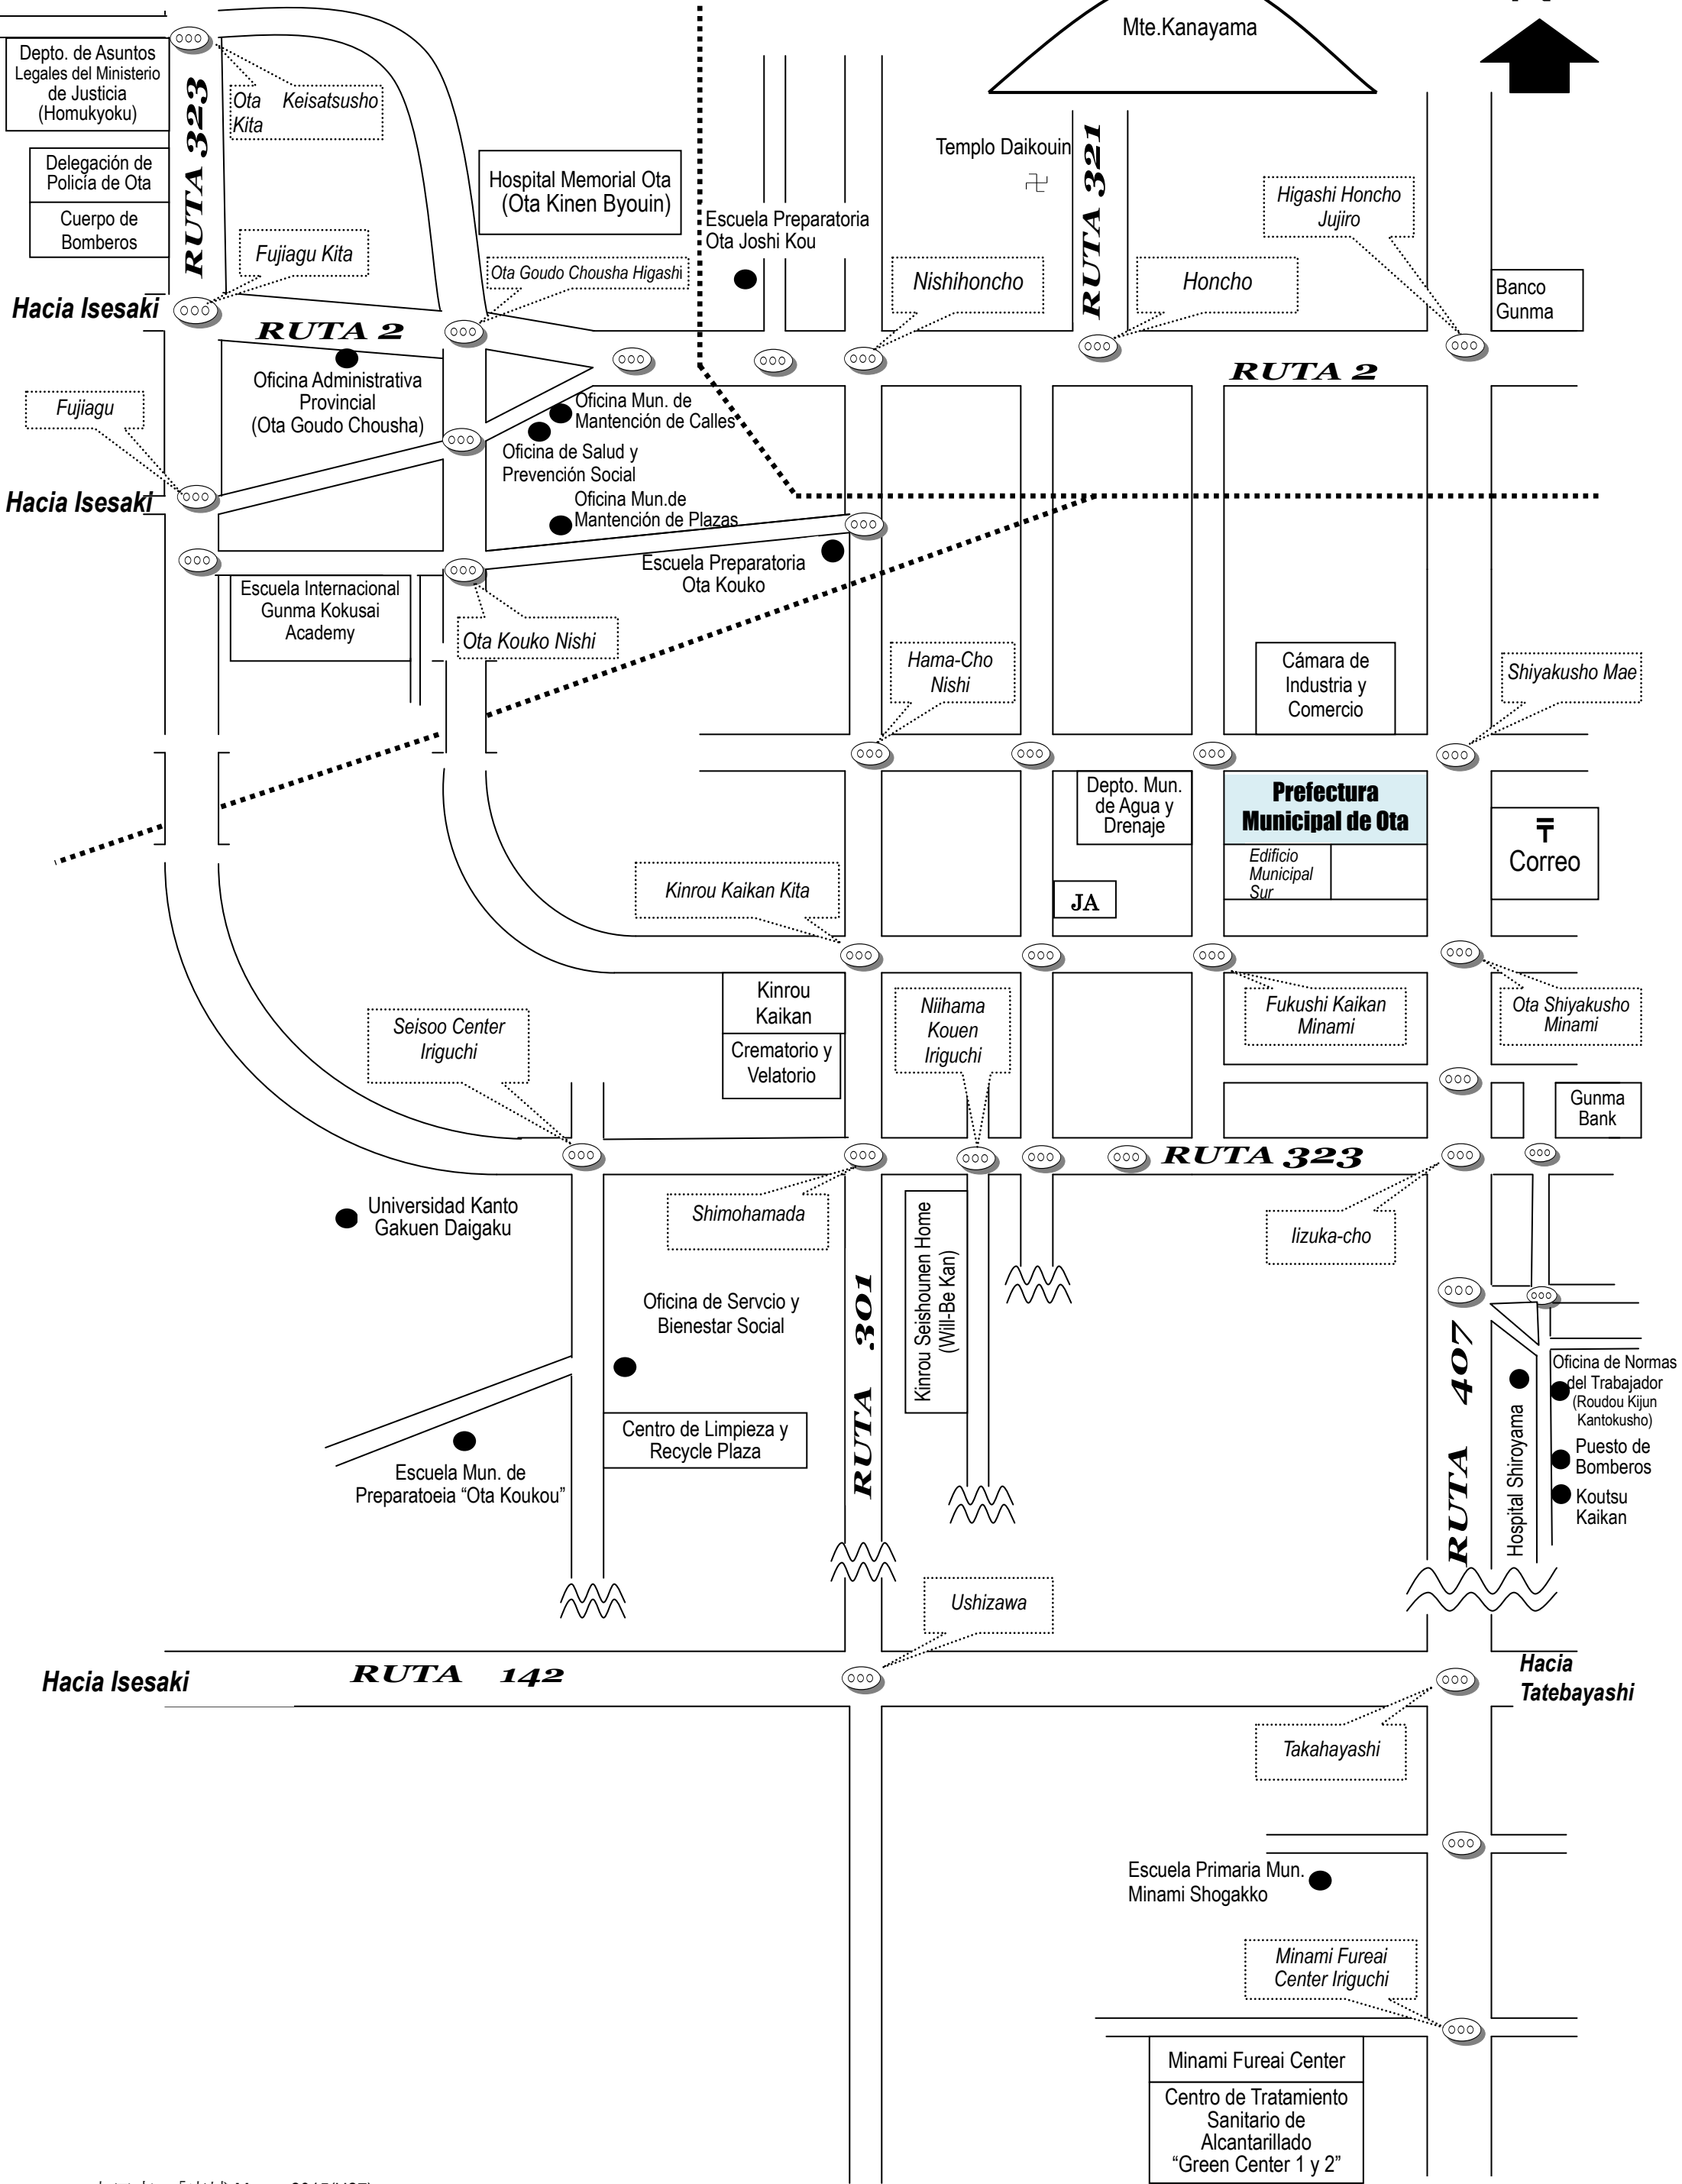 Mte.Kanayama
Depto. de Asuntos
Legales del Ministerio
de Justicia
(Homukyoku)
RUTA 323
Ota Keisatsusho
Kita
Delegación de
Policía de Ota
Cuerpo de
Bomberos
Hospital Memorial Ota
(Ota Kinen Byouin)
Templo Daikouin
卍
RUTA 321
Escuela Preparatoria
Ota Joshi Kou
Higashi Honcho
Jujiro
Fujiagu Kita
Ota Goudo Chousha Higashi
Nishihoncho
Honcho
Banco
Gunma
Hacia Isesaki
RUTA 2
RUTA 2
Oficina Administrativa
Provincial
(Ota Goudo Chousha)
Fujiagu
Oficina Mun. de
Mantención de Calles
Oficina de Salud y
Prevención Social
Hacia Isesaki
Oficina Mun.de
Mantención de Plazas
Escuela Preparatoria
Ota Kouko
Escuela Internacional
Gunma Kokusai
Academy
Ota Kouko Nishi
Hama-Cho
Nishi
Cámara de
Industria y
Comercio
Shiyakusho Mae
Depto. Mun.
de Agua y
Drenaje
Prefectura
Municipal de Ota
Edificio
Municipal
Sur
〒
Correo
JA
Kinrou Kaikan Kita
Kinrou
Kaikan
Crematorio y
Velatorio
Niihama
Kouen
Iriguchi
Fukushi Kaikan
Minami
Ota Shiyakusho
Minami
Seisoo Center
Iriguchi
Gunma
Bank
RUTA 323
Universidad Kanto
Gakuen Daigaku
Shimohamada
Iizuka-cho
Kinrou Seishounen Home
(Will-Be Kan)
Oficina de Servcio y
Bienestar Social
RUTA 301
RUTA 407
Hospital Shiroyama
Oficina de Normas
del Trabajador
(Roudou Kijun
Kantokusho)
Puesto de
Bomberos
Koutsu
Kaikan
Centro de Limpieza y
Recycle Plaza
Escuela Mun. de
Preparatoeia “Ota Koukou”
Ushizawa
Hacia Isesaki
RUTA 142
Hacia
Tatebayashi
Takahayashi
Escuela Primaria Mun.
Minami Shogakko
Minami Fureai
Center Iriguchi
Minami Fureai Center
Centro de Tratamiento
Sanitario de
Alcantarillado
“Green Center 1 y 2”